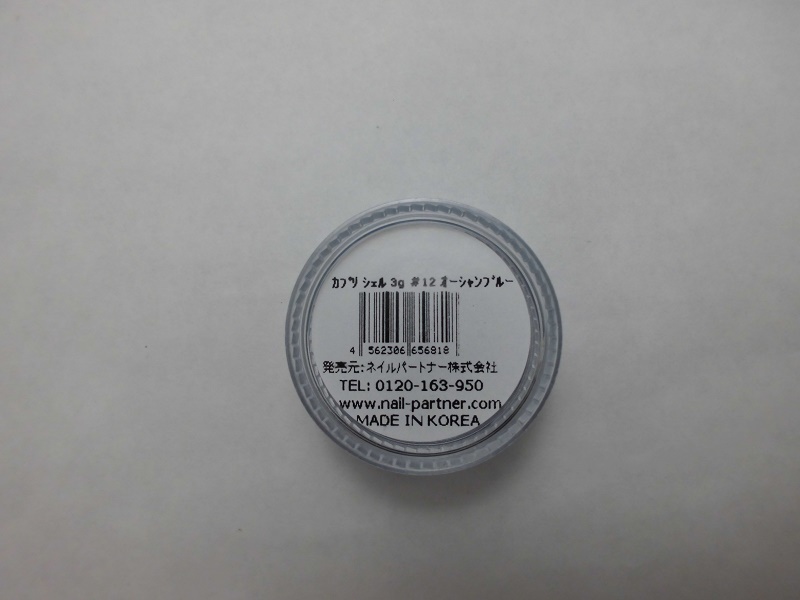 ｶﾌﾟﾘ ｼｪﾙ 3g #12 ｵｰｼｬﾝﾌﾞﾙｰ
4 562306 656818
発売元:ネイルパートナー株式会社
TEL: 0120-163-950
www.nail-partner.com
MADE IN KOREA